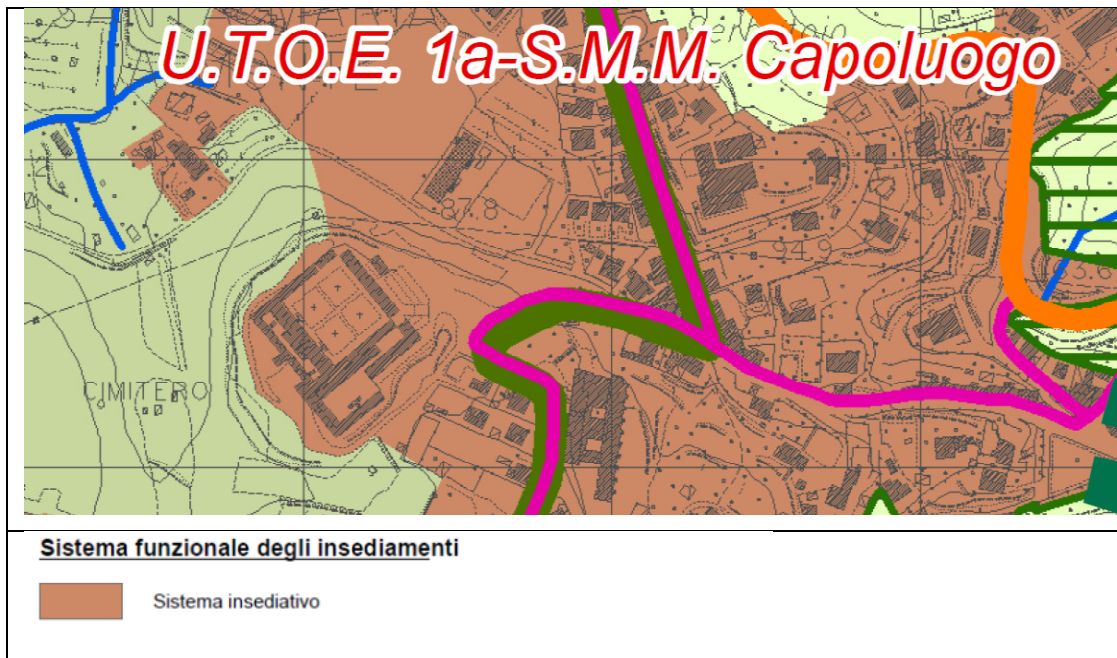 U.T.O.E. 1a-S.M.M. Capoluogo
87.8
94.9
CIMITERO
Sistema funzionale degli insediamenti
Sistema insediativo